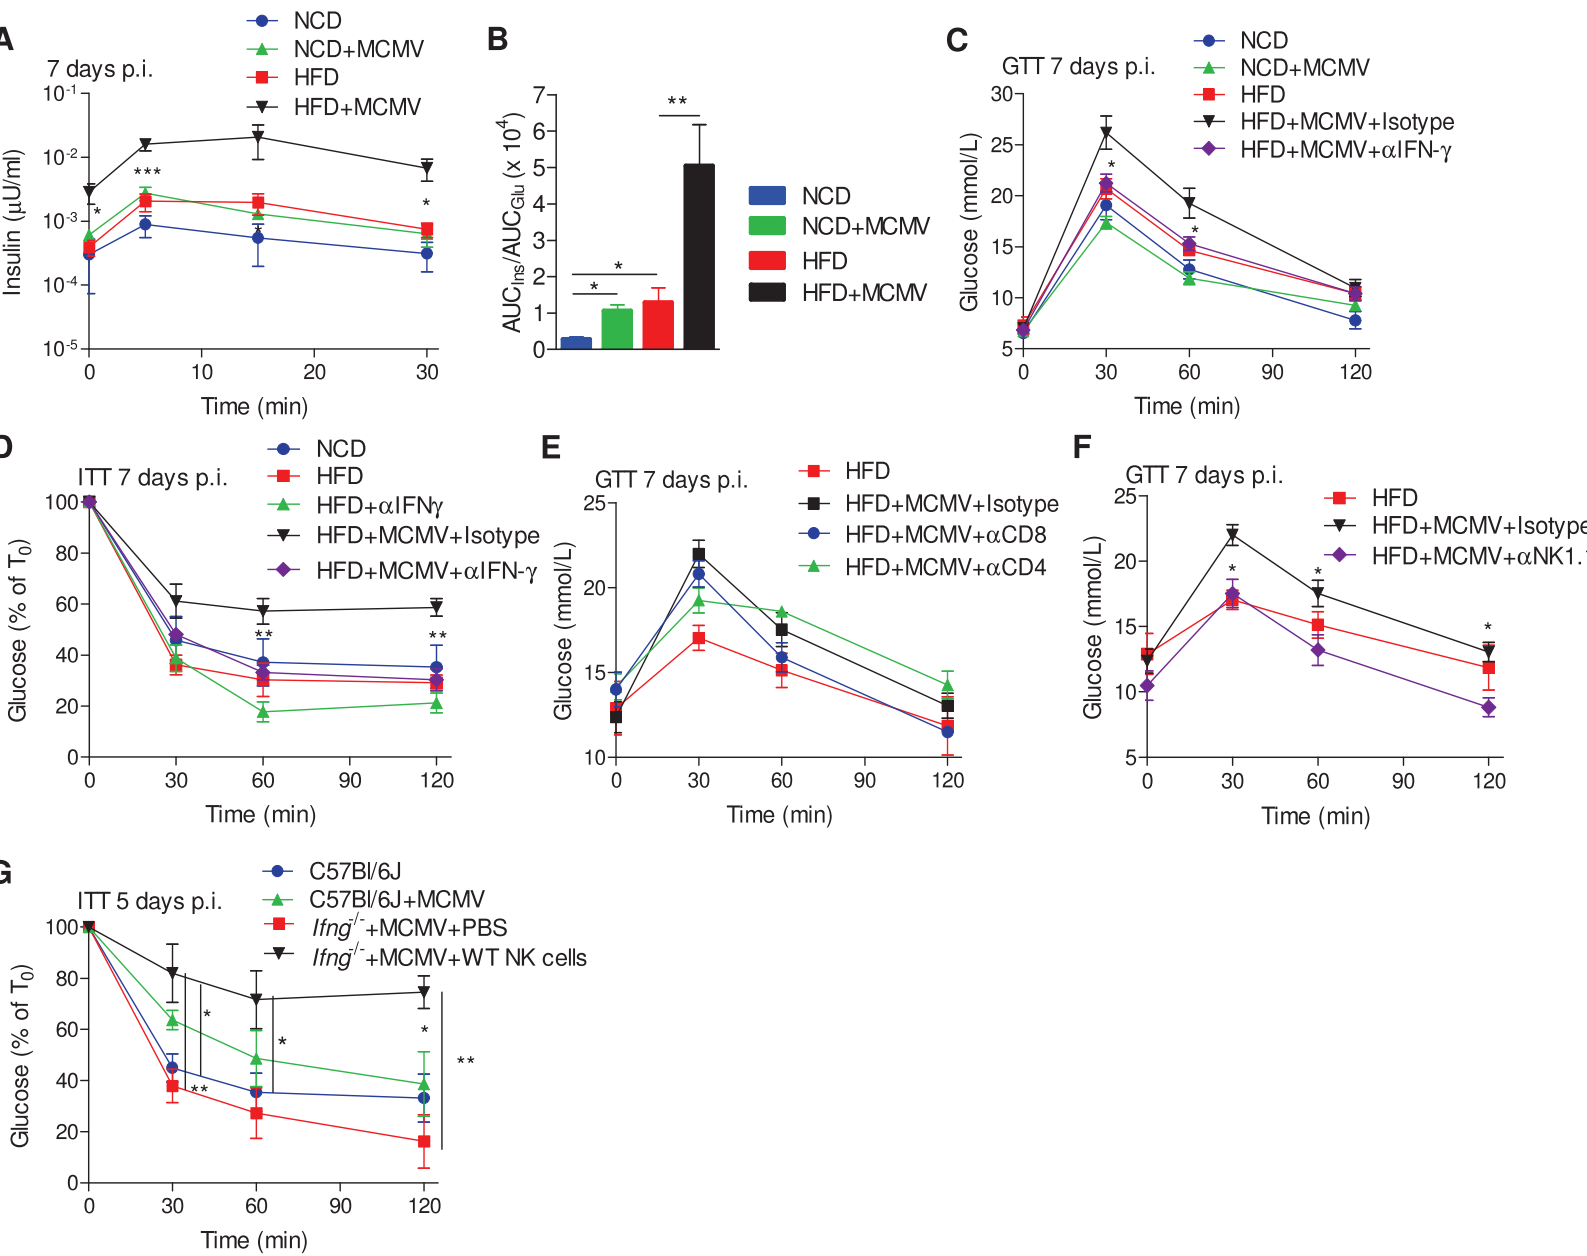 A
7 days p.i.
NCD
NCD+MCMV
HFD
HFD+MCMV
10-1
10-2
10-3
10-4
10-5
Insulin (µU/ml)
*
***
*
*
0 10 20 30
Time (min)
B
7
6
5
4
3
2
1
0
AUCIns/AUCGlu (x 104)
**
*
*
NCD
NCD+MCMV
HFD
HFD+MCMV
C
GTT 7 days p.i.
NCD
NCD+MCMV
HFD
HFD+MCMV+Isotype
HFD+MCMV+αIFN-γ
30
25
20
15
10
5
Glucose (mmol/L)
*
*
0 30 60 90 120
Time (min)
D
ITT 7 days p.i.
NCD
HFD
HFD+αIFNγ
HFD+MCMV+Isotype
HFD+MCMV+αIFN-γ
100
80
60
40
20
0
Glucose (% of T0)
**
**
0 30 60 90 120
Time (min)
E
GTT 7 days p.i.
HFD
HFD+MCMV+Isotype
HFD+MCMV+αCD8
HFD+MCMV+αCD4
25
20
15
10
Glucose (mmol/L)
0 30 60 90 120
Time (min)
F
GTT 7 days p.i.
HFD
HFD+MCMV+Isotype
HFD+MCMV+αNK1.
25
20
15
10
5
Glucose (mmol/L)
*
*
*
0 30 60 90 120
Time (min)
G
ITT 5 days p.i.
C57Bl/6J
C57Bl/6J+MCMV
Ifng-/-+MCMV+PBS
Ifng-/-+MCMV+WT NK cells
100
80
60
40
20
0
Glucose (% of T0)
*
**
*
*
**
0 30 60 90 120
Time (min)